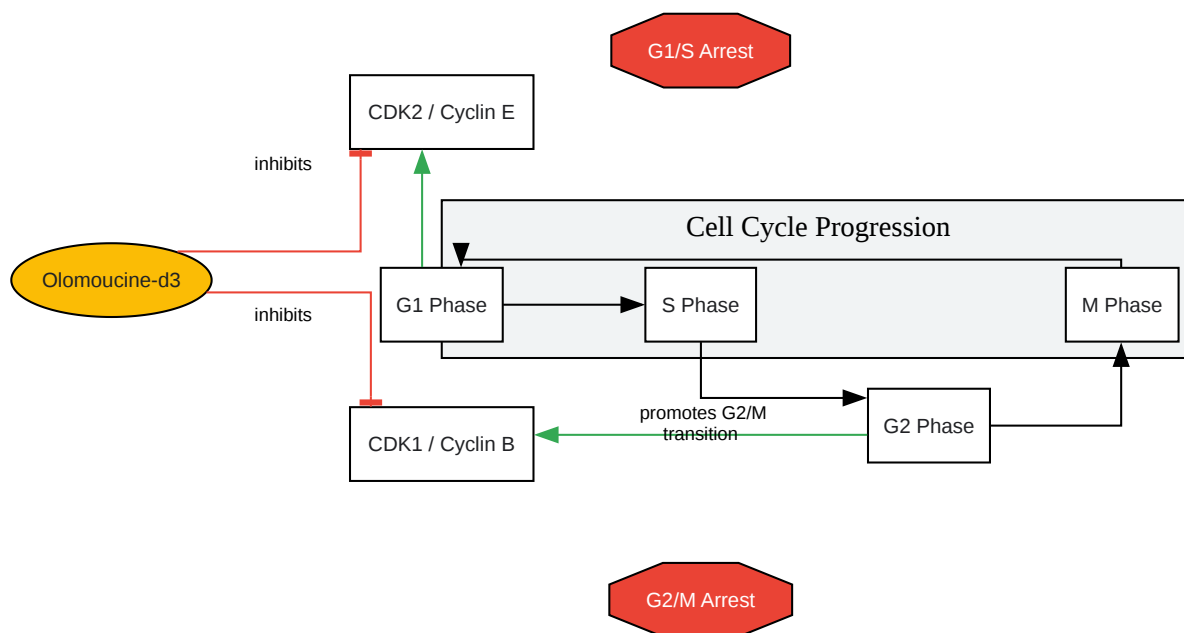 G1/S Arrest
CDK2 / Cyclin E
inhibits
Cell Cycle Progression
Olomoucine-d3
G1 Phase
S Phase
M Phase
inhibits
promotes G2/M
transition
G2 Phase
CDK1 / Cyclin B
G2/M Arrest